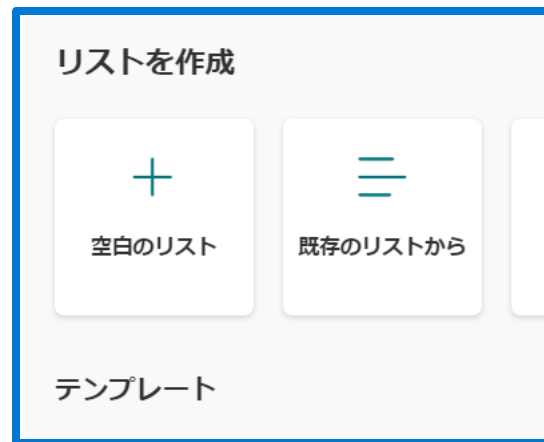 リストを作成
空白のリスト
既存のリストから
テンプレート